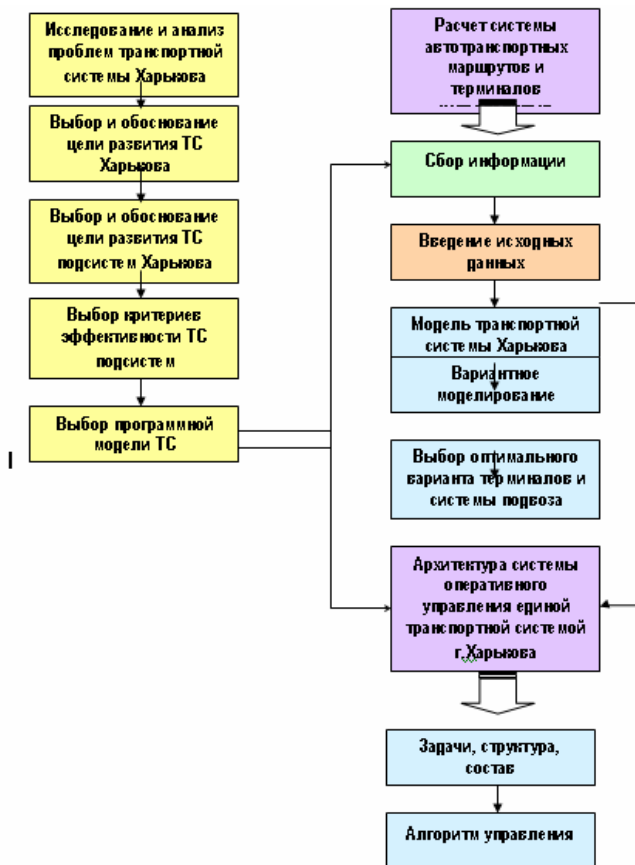 Исследование и анализ
проблем транспортной
системы Харькова
Выбор и обоснование
цели развития ТС
Харькова
Выбор и обоснование
цели развития ТС
подсистем Харькова
Выбор критериев
эффективности ТС
подсистем
Выбор программной
модели ТС
Расчет системы
автотранспортных
маршрутов и
терминалов
Сбор информации
Введение исходных
данных
Модель транспортной
системы Харькова
Вариантное
моделирование
Выбор оптимального
варианта терминалов и
системы подвоза
Архитектура системы
оперативного
управления единой
транспортной системой
г.Харькова
Задачи, структура,
состав
Алгоритм управления